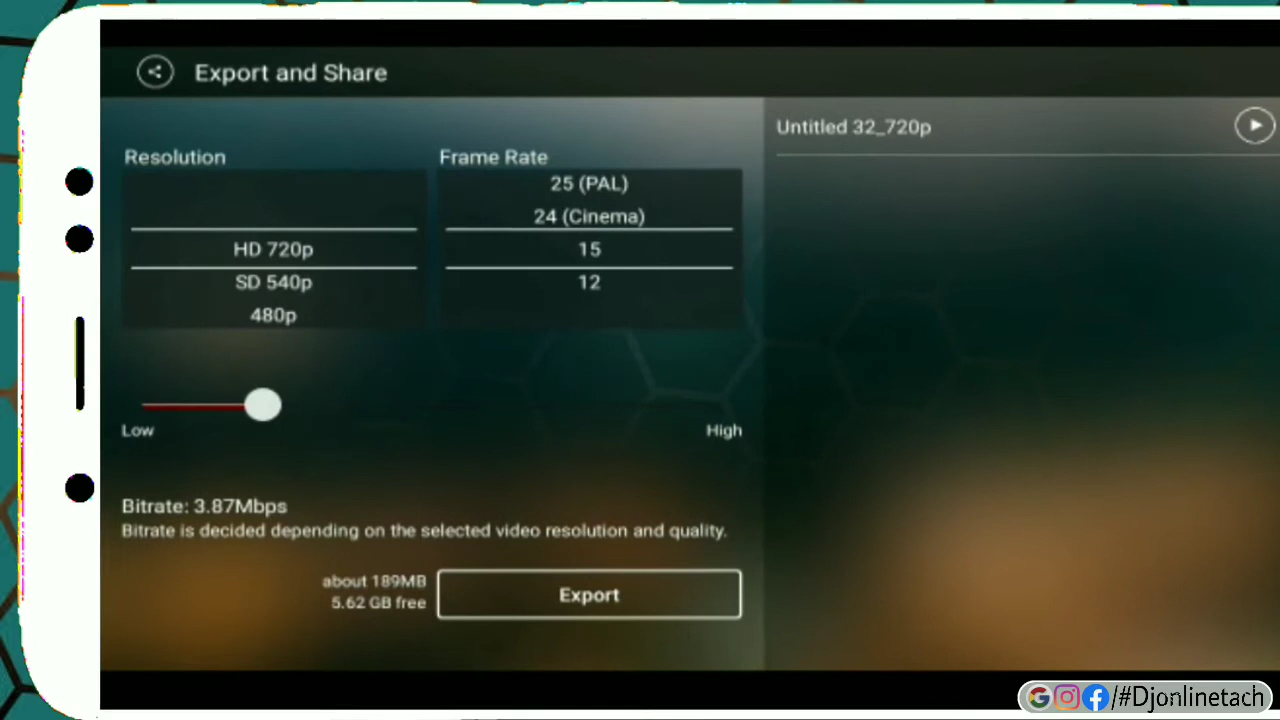 Export and Share
Untitled 32_720p
Resolution
Frame Rate
25 (PAL)
24 (Cinema)
HD 720p
15
SD 540p
12
480p
Low
High
Bitrate: 3.87Mbps
Bitrate is decided depending on the selected video resolution and quality.
about 189MB
5.62 GB free
Export
/#Djonlinetach